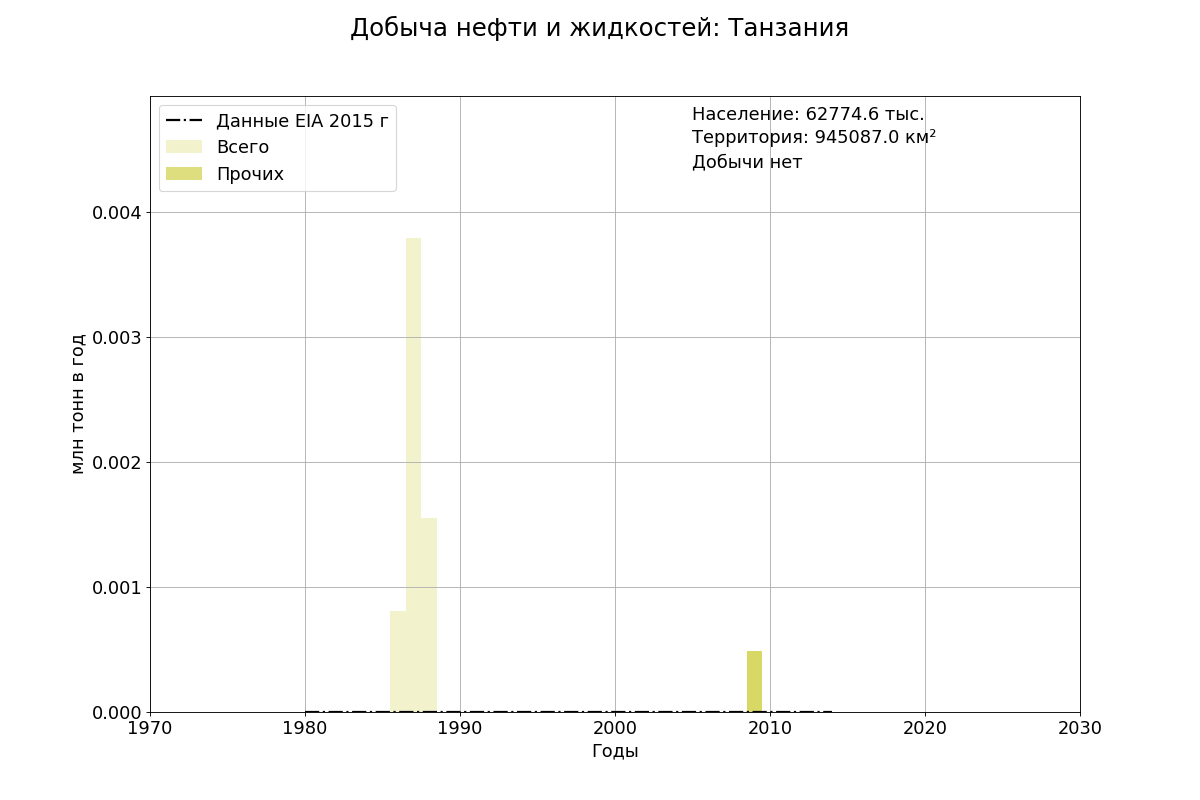 Добыча нефти и жидкостей: Танзания
Данные EIA 2015 г
Всего
Прочих
Население: 62774.6 тыс.
Территория: 945087.0 км²
Добычи нет
млн тонн в год
0.004
0.003
0.002
0.001
0.000
1970 1980 1990 2000 2010 2020 2030
Годы